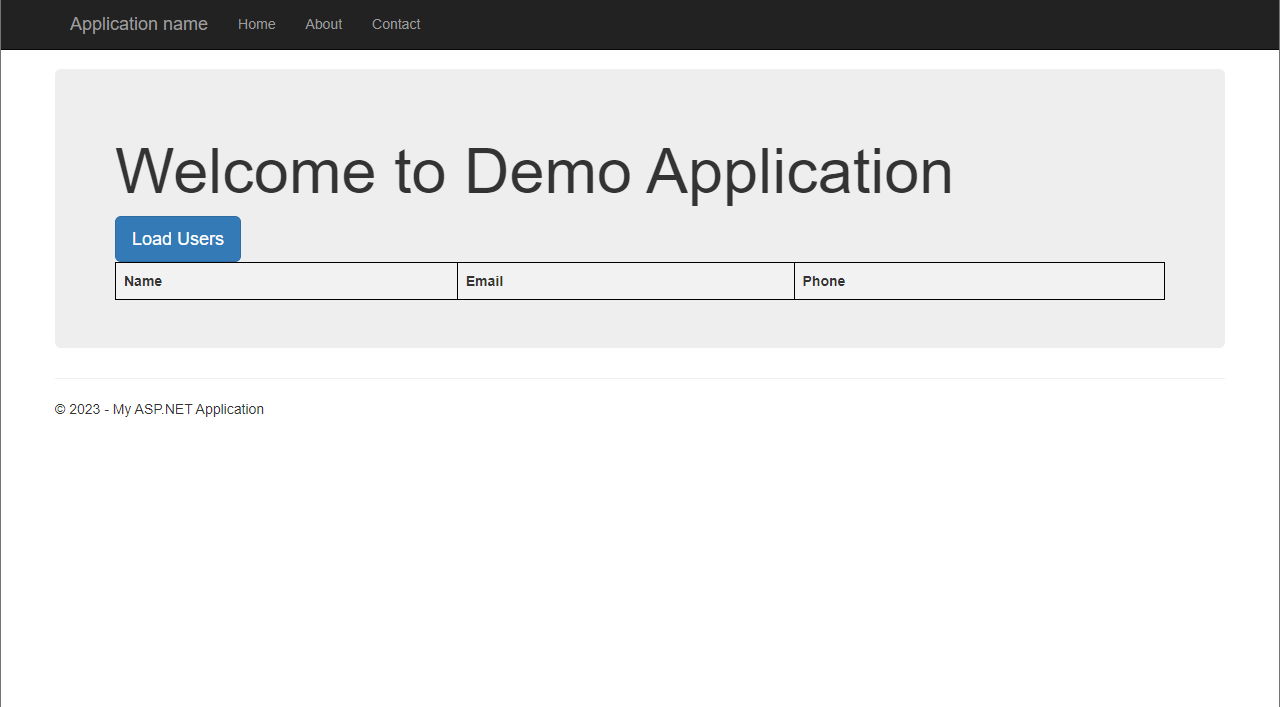 Application name Home About Contact
Welcome to Demo Application
Load Users
Name Email Phone
© 2023 - My ASP.NET Application